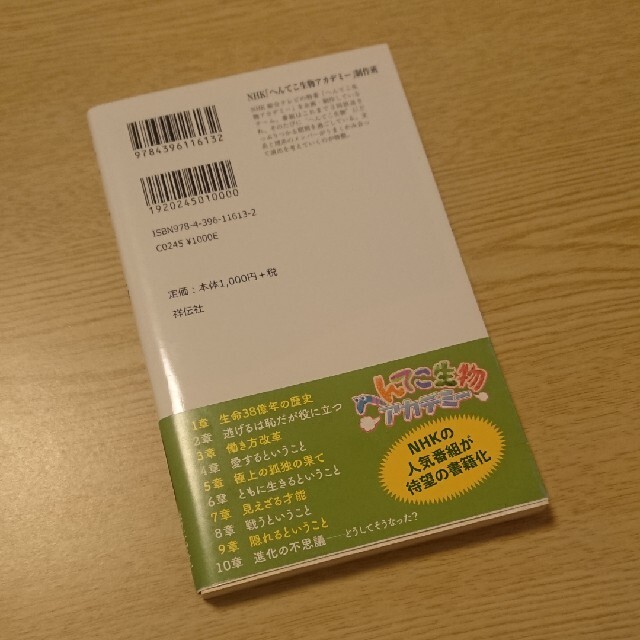 NHK「へんてこ生物アカデミー」制作班
9784396116132
1920245010000
ISBN978-4-396-11613-2
C0245 ¥1000E
定価：本体1,000円+税
祥伝社
へんてこ生物
アカデミー
NHKの
人気番組が
待望の書籍化
1章 生命38億年の歴史
2章 逃げるは恥だが役に立つ
3章 働き方改革
4章 愛するということ
5章 極上の孤独の果て
6章 ともに生きるということ
7章 見えざる才能
8章 戦うということ
9章 隠れるということ
10章 進化の不思議――どうしてそうなった？